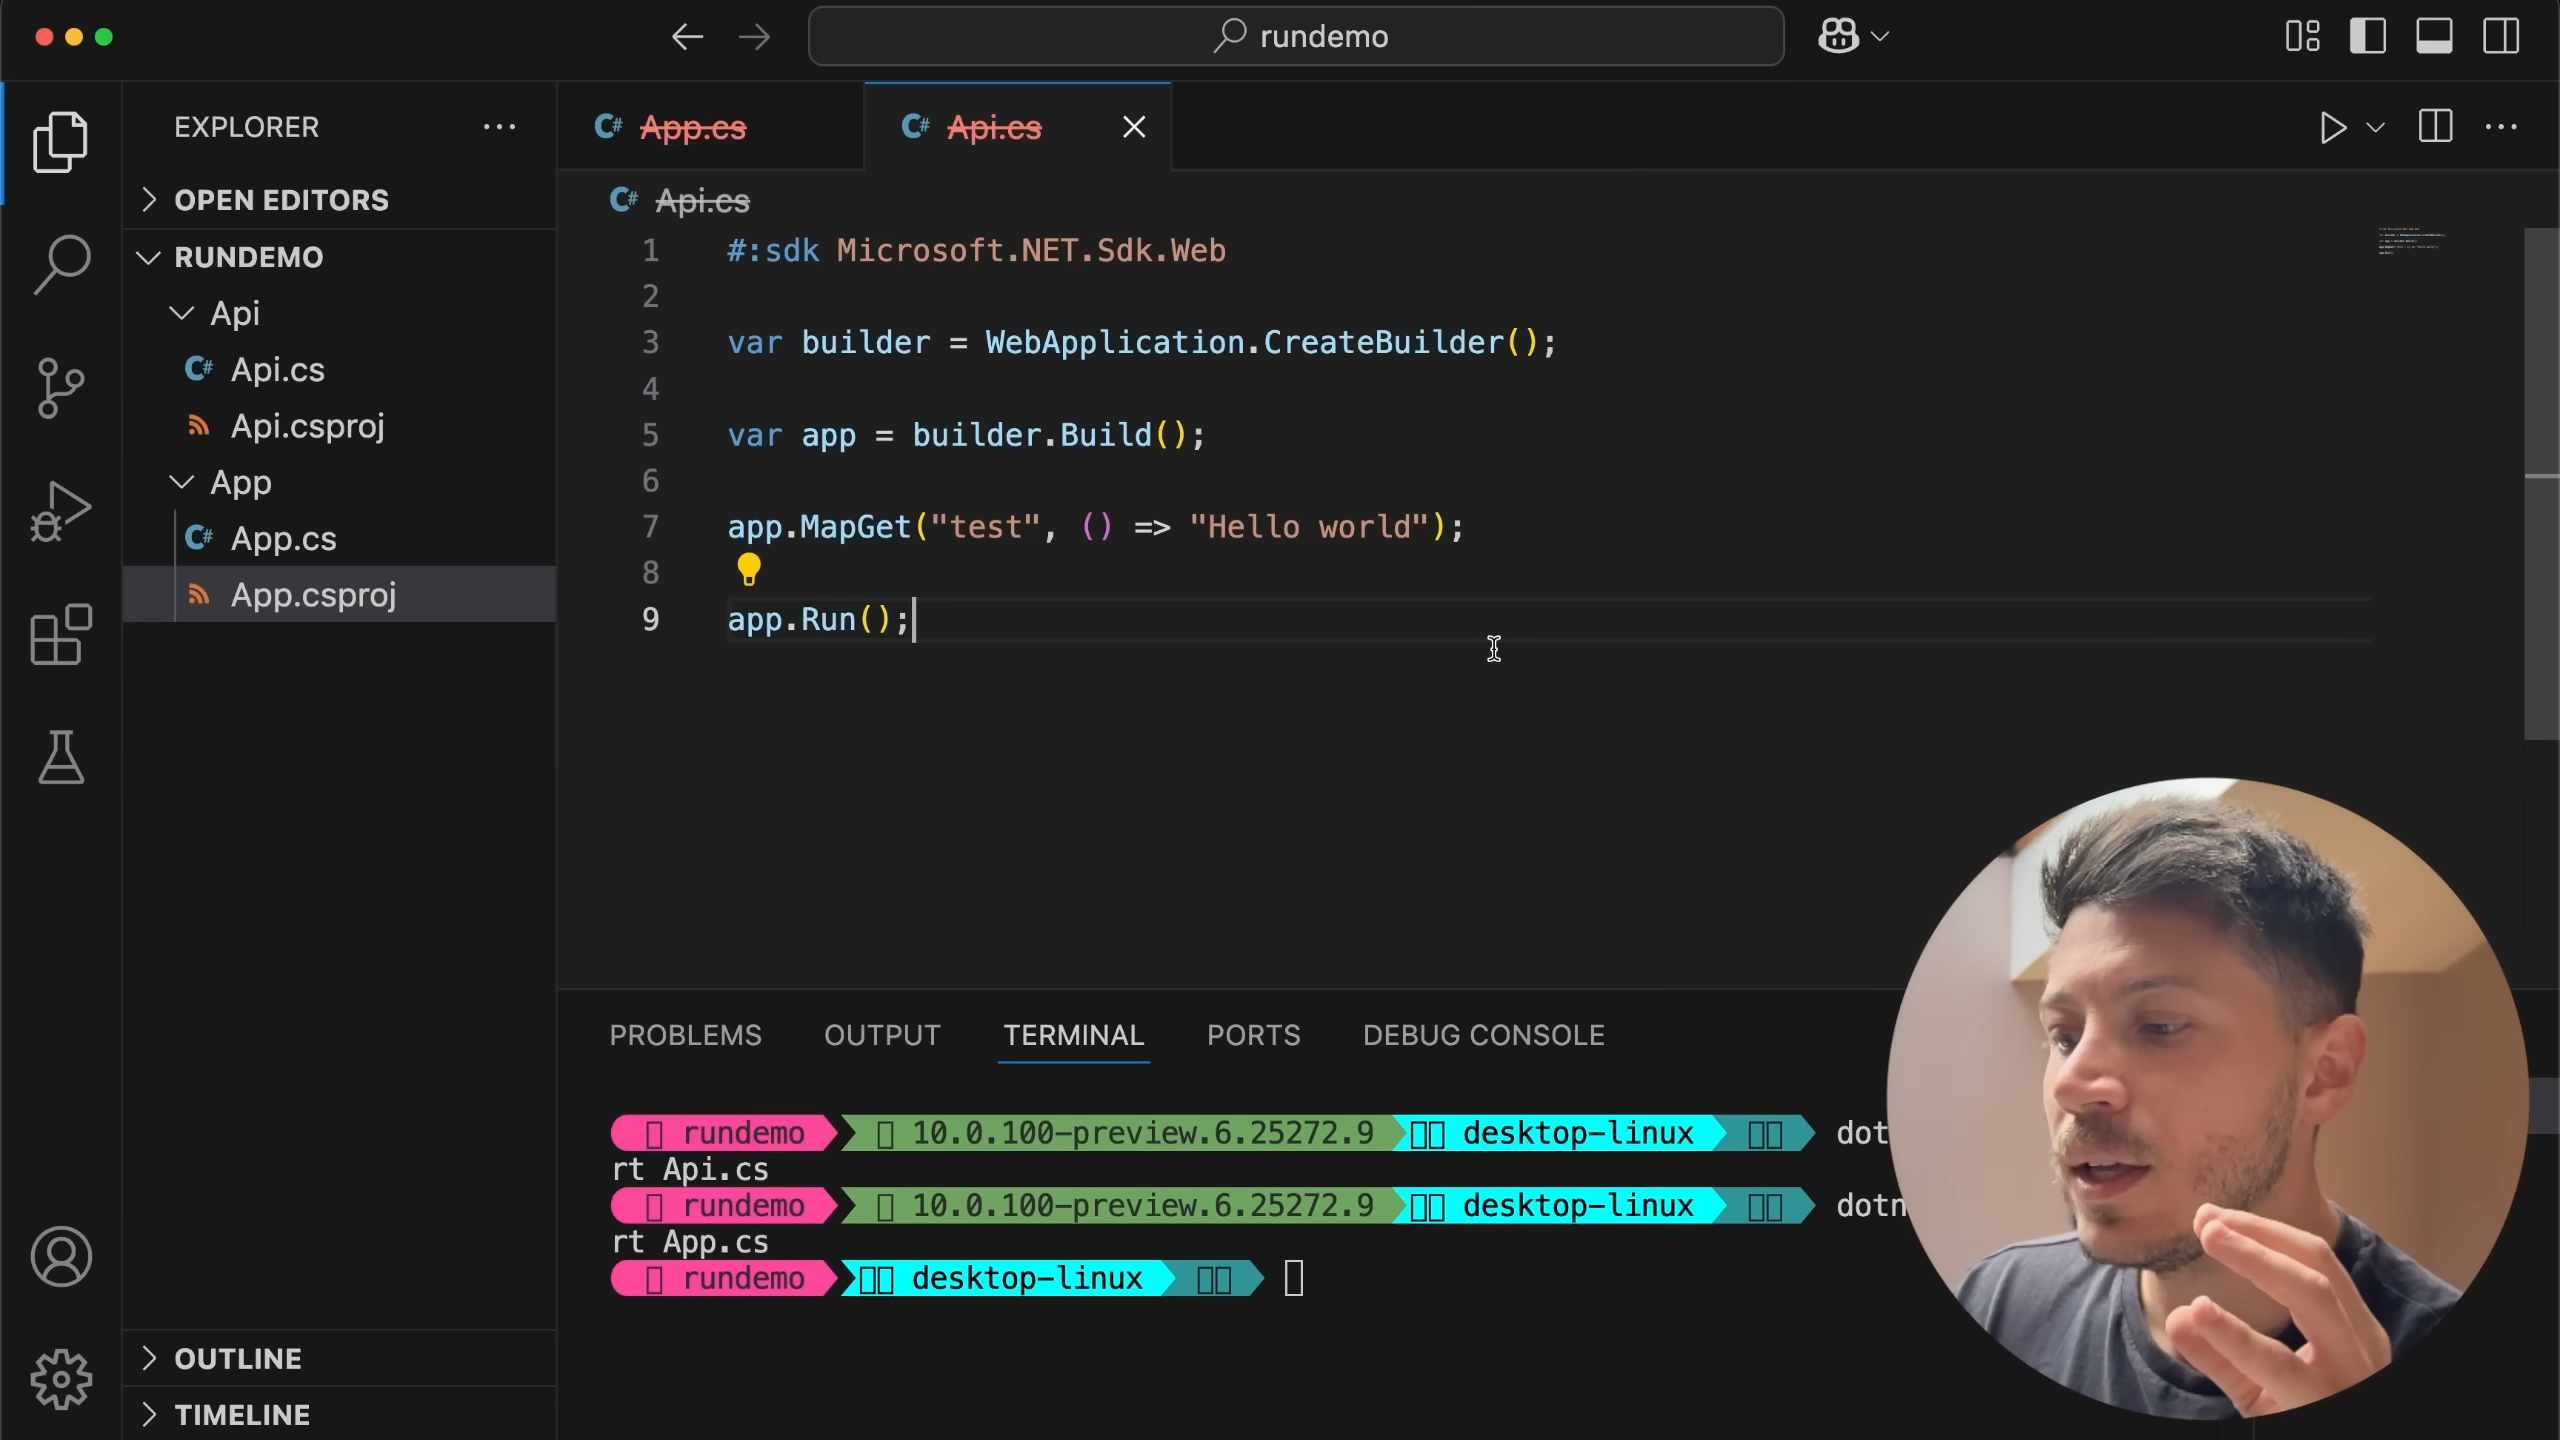 rundemo
EXPLORER
OPEN EDITORS
RUNDEMO
Api
Api.cs
Api.csproj
App
App.cs
App.csproj
OUTLINE
TIMELINE
App.cs
Api.cs
Api.cs
1 #:sdk Microsoft.NET.Sdk.Web
2
3 var builder = WebApplication.CreateBuilder();
4
5 var app = builder.Build();
6
7 app.MapGet("test", () => "Hello world");
8
9 app.Run();
PROBLEMS OUTPUT TERMINAL PORTS DEBUG CONSOLE
rundemo 10.0.100-preview.6.25272.9 desktop-linux dot
rt Api.cs
rundemo 10.0.100-preview.6.25272.9 desktop-linux dotn
rt App.cs
rundemo desktop-linux